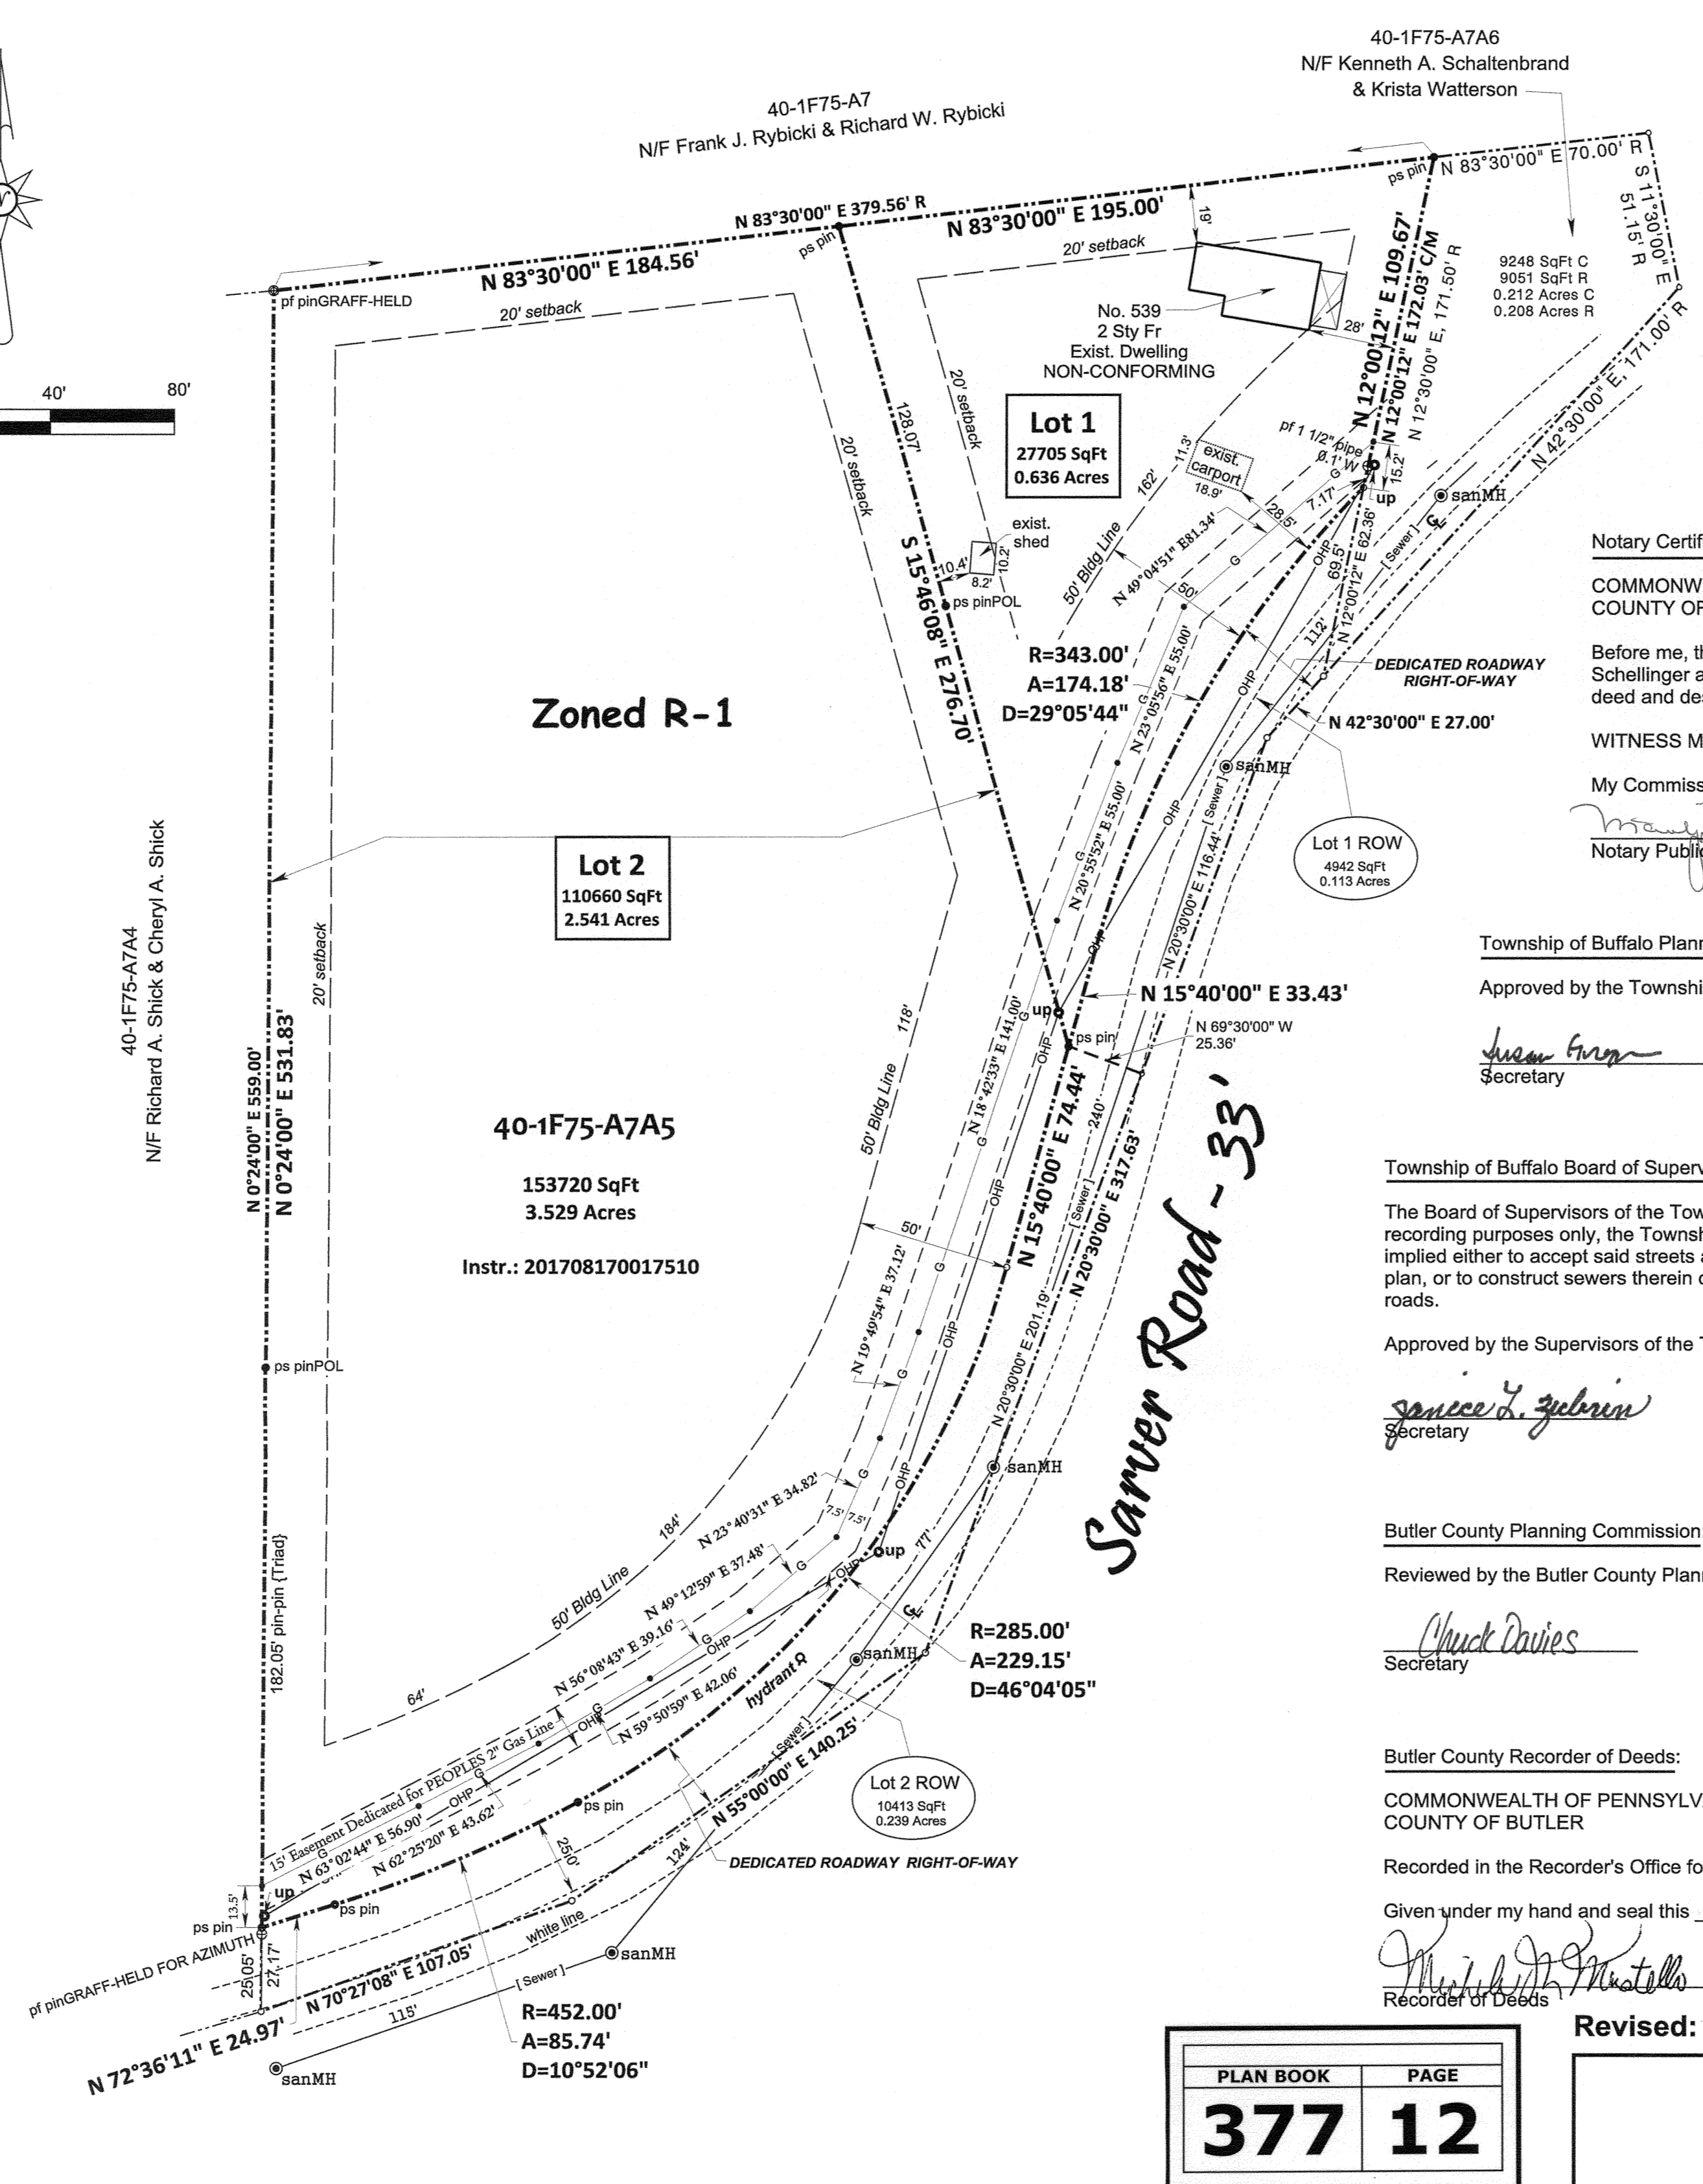 40-1F75-A7A6
N/F Kenneth A. Schaltenbrand
& Krista Watterson
40-1F75-A7
N/F Frank J. Rybicki & Richard W. Rybicki
N 83°30'00" E 379.56' R
N 83°30'00" E 184.56'
N 83°30'00" E 195.00'
ps pin
ps pin
N 83°30'00" E 70.00' R
S 11°30'00" E
51.15' R
pf pinGRAFF-HELD
20' setback
20' setback
19'
40'
80'
No. 539
2 Sty Fr
Exist. Dwelling
NON-CONFORMING
28'
9248 SqFt C
9051 SqFt R
0.212 Acres C
0.208 Acres R
N 12°00'12" E 109.67'
N 12°00'12" E 172.03' C/M
N 12°30'00" E, 171.50' R
N 42°30'00" E, 171.00' R
Lot 1
27705 SqFt
0.636 Acres
20' setback
20' setback
128.07'
S 15°46'08" E 276.70'
pf 1 1/2" pipe
0.1' W
15.2'
up
exist.
carport
11.3'
18.9'
28.5'
7.17'
162'
50' Bldg Line
exist.
shed
10.4'
10.2'
8.2'
ps pinPOL
N 49°04'51" E81.34'
50'
G
OHP
69.5'
N 12°00'12" E 62.36'
[ Sewer ]
sanMH
112'
R=343.00'
A=174.18'
D=29°05'44"
N 23°05'56" E 55.00'
DEDICATED ROADWAY
RIGHT-OF-WAY
N 42°30'00" E 27.00'
Zoned R-1
sanMH
N 20°55'52" E 55.00'
[ Sewer ]
N 20°30'00" E 116.44'
Lot 1 ROW
4942 SqFt
0.113 Acres
Lot 2
110660 SqFt
2.541 Acres
40-1F75-A7A4
N/F Richard A. Shick & Cheryl A. Shick
20' setback
N 0°24'00" E 559.00'
N 0°24'00" E 531.83'
118'
50' Bldg Line
N 18°42'33" E 141.00'
up
ps pin
N 15°40'00" E 33.43'
N 69°30'00" W
25.36'
40-1F75-A7A5
153720 SqFt
3.529 Acres
Instr.: 201708170017510
N 15°40'00" E 74.44'
240'
[ Sewer ]
N 20°30'00" E 317.63'
Sarver Road - 33'
50'
N 19°49'54" E 37.12'
N 20°30'00" E 201.19'
ps pinPOL
182.05' pin-pin {Triad}
184'
50' Bldg Line
64'
N 23°40'31" E 34.82'
7.5'
7.5'
sanMH
N 49°12'59" E 37.48'
up
77'
N 56°08'43" E 39.16'
R=285.00'
A=229.15'
D=46°04'05"
sanMH
N 59°50'59" E 42.06'
hydrant
15' Easement Dedicated for PEOPLES 2" Gas Line
N 63°02'44" E 56.90'
N 62°25'20" E 43.62'
[ Sewer ]
N 55°00'00" E 140.25'
Lot 2 ROW
10413 SqFt
0.239 Acres
ps pin
25.0'
124'
DEDICATED ROADWAY RIGHT-OF-WAY
up
13.5'
ps pin
ps pin
pf pinGRAFF-HELD FOR AZIMUTH
25.05'
27.17'
white line
sanMH
N 70°27'08" E 107.05'
[ Sewer ]
115'
N 72°36'11" E 24.97'
sanMH
R=452.00'
A=85.74'
D=10°52'06"
Notary Certif
COMMONW
COUNTY OF
Before me, th
Schellinger a
deed and de
WITNESS M
My Commiss
Notary Public
Township of Buffalo Plann
Approved by the Townshi
Secretary
Township of Buffalo Board of Superv
The Board of Supervisors of the Tow
recording purposes only, the Townsh
implied either to accept said streets a
plan, or to construct sewers therein o
roads.
Approved by the Supervisors of the T
Janice L. Zubrin
Secretary
Butler County Planning Commission:
Reviewed by the Butler County Plan
Chuck Davies
Secretary
Butler County Recorder of Deeds:
COMMONWEALTH OF PENNSYLV
COUNTY OF BUTLER
Recorded in the Recorder's Office fo
Given under my hand and seal this
Michele M. Mustello
Recorder of Deeds
Revised:
PLAN BOOK
PAGE
377
12